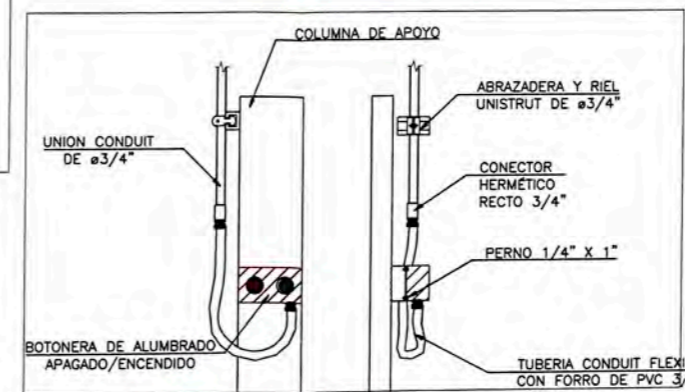 COLUMNA DE APOYO
ABRAZADERA Y RIEL
UNISTRUT DE ø3/4"
UNION CONDUIT
DE ø3/4"
CONECTOR
HERMÉTICO
RECTO 3/4"
PERNO 1/4" X 1"
BOTONERA DE ALUMBRADO
APAGADO/ENCENDIDO
TUBERIA CONDUIT FLEXI
CON FORRO DE PVC 3/